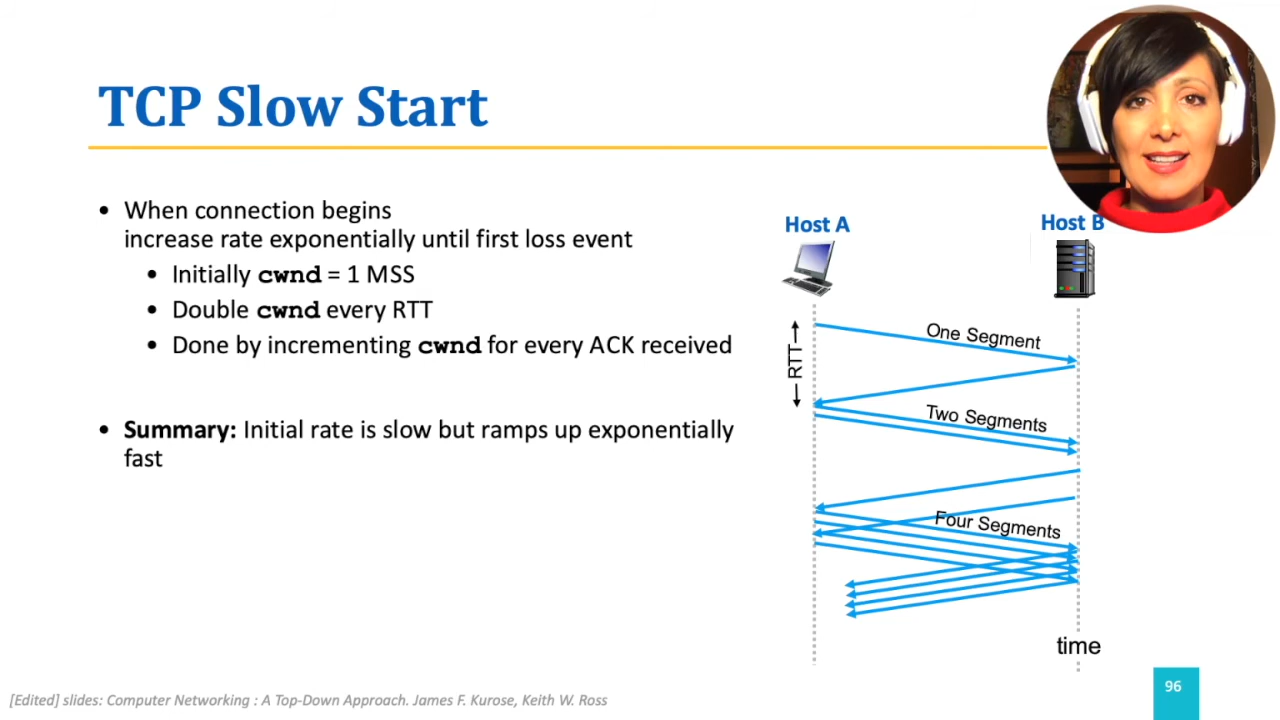 TCP Slow Start
• When connection begins
increase rate exponentially until first loss event
• Initially cwnd = 1 MSS
• Double cwnd every RTT
• Done by incrementing cwnd for every ACK received
• Summary: Initial rate is slow but ramps up exponentially
fast
Host A
Host B
RTT
One Segment
Two Segments
Four Segments
time
[Edited] slides: Computer Networking : A Top-Down Approach. James F. Kurose, Keith W. Ross
96